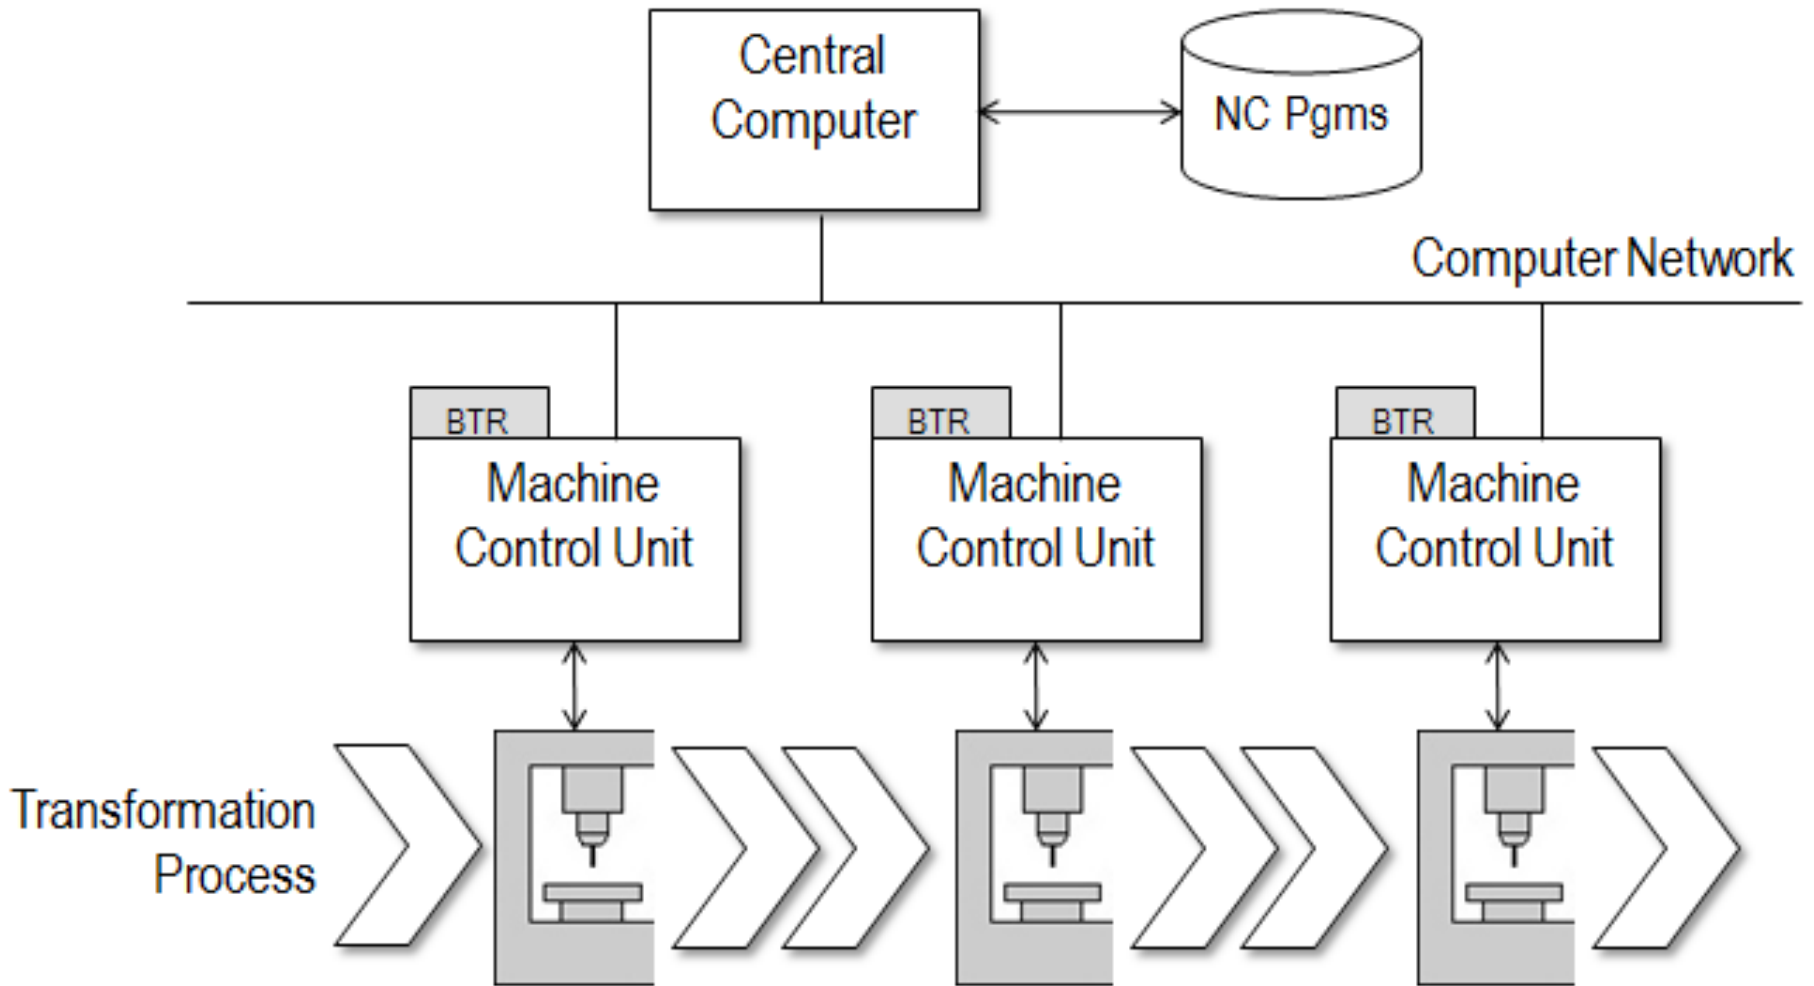 Central
Computer
NC Pgms
Computer Network
BTR
Machine
Control Unit
BTR
Machine
Control Unit
BTR
Machine
Control Unit
Transformation
Process